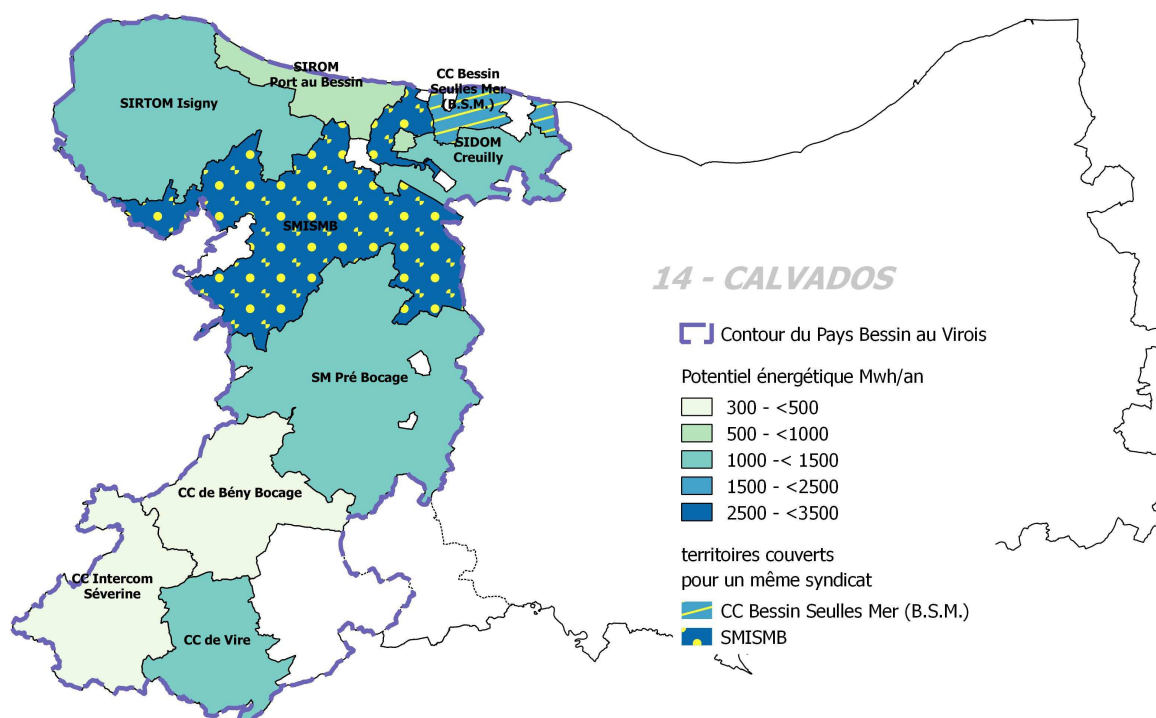 SIROM
Port au Bessin
CC Bessin
Seulles Mer
(B.S.M.)
SIRTOM Isigny
SIDOM
Creuilly
SMISMB
14 - CALVADOS
Contour du Pays Bessin au Virois
SM Pré Bocage
Potentiel énergétique Mwh/an
300 - <500
500 - <1000
1000 -< 1500
1500 - <2500
2500 - <3500
CC de Bény Bocage
territoires couverts
pour un même syndicat
CC Bessin Seulles Mer (B.S.M.)
SMISMB
CC Intercom
Séverine
CC de Vire